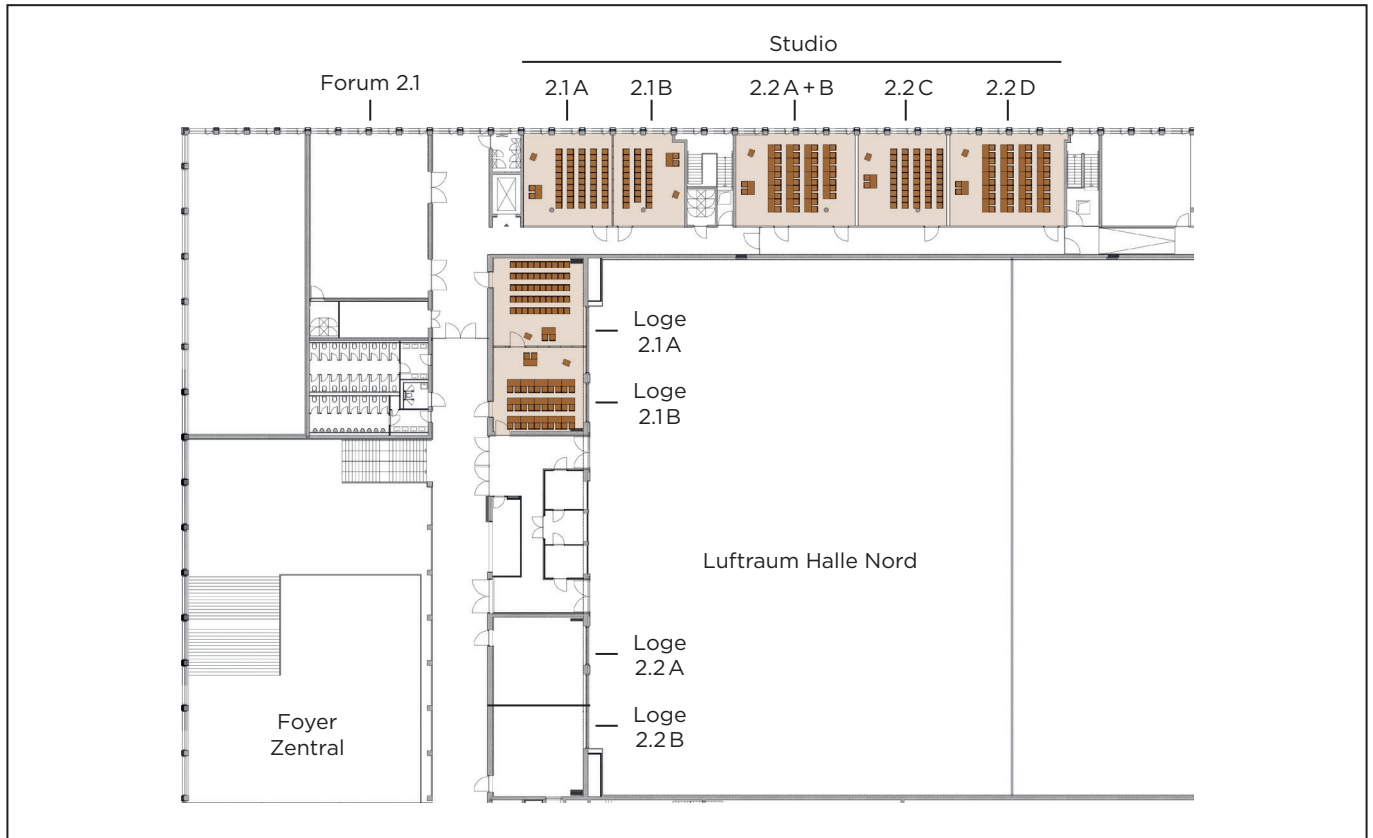 Studio
Forum 2.1
2.1 A
2.1 B
2.2 A + B
2.2 C
2.2 D
Loge
2.1 A
Loge
2.1 B
Luftraum Halle Nord
Loge
2.2 A
Loge
2.2 B
Foyer
Zentral